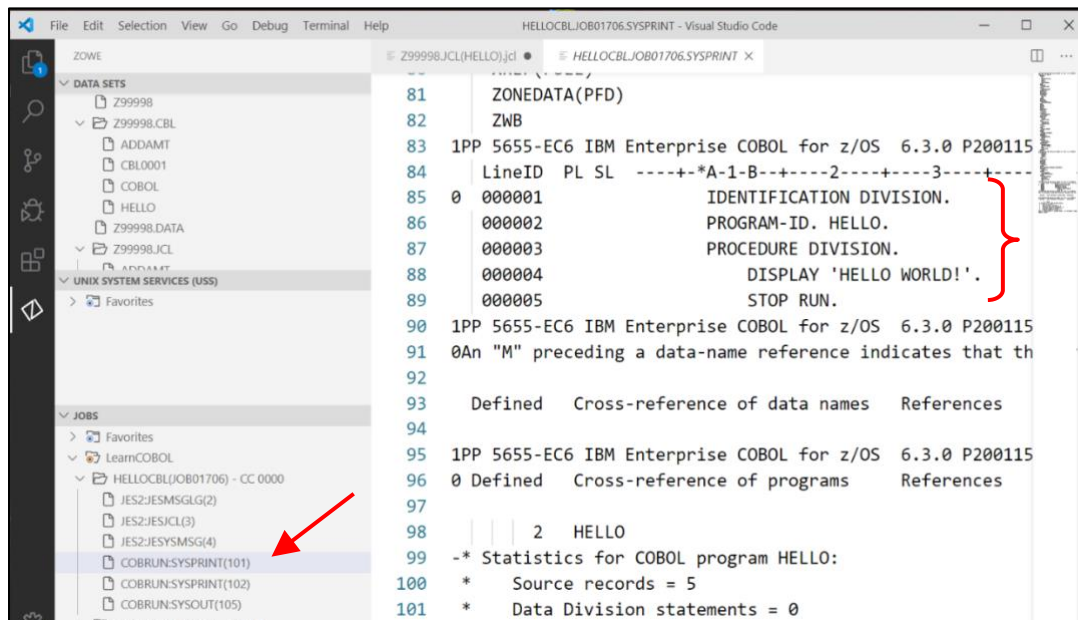 File Edit Selection View Go Debug Terminal Help HELLOCBL.JOB01706.SYSPRINT - Visual Studio Code
ZOWE
Z99998.JCL(HELLO).jcl ● HELLOCBL.JOB01706.SYSPRINT ×
1
DATA SETS
Z99998
Z99998.CBL
ADDAMT
CBL0001
COBOL
HELLO
Z99998.DATA
Z99998.JCL
ADDAMT
UNIX SYSTEM SERVICES (USS)
Favorites
JOBS
Favorites
LearnCOBOL
HELLOCBL(JOB01706) - CC 0000
JES2:JESMSGLG(2)
JES2:JESJCL(3)
JES2:JESYSMSG(4)
COBRUN:SYSPRINT(101)
COBRUN:SYSPRINT(102)
COBRUN:SYSOUT(105)
81 ZONEDATA(PFD)
82 ZWB
83 1PP 5655-EC6 IBM Enterprise COBOL for z/OS 6.3.0 P200115
84 LineID PL SL ----+-*A-1-B--+----2----+----3----+----
85 0 000001 IDENTIFICATION DIVISION.
86 000002 PROGRAM-ID. HELLO.
87 000003 PROCEDURE DIVISION.
88 000004 DISPLAY 'HELLO WORLD!'.
89 000005 STOP RUN.
90 1PP 5655-EC6 IBM Enterprise COBOL for z/OS 6.3.0 P200115
91 0An "M" preceding a data-name reference indicates that th
92
93 Defined Cross-reference of data names References
94
95 1PP 5655-EC6 IBM Enterprise COBOL for z/OS 6.3.0 P200115
96 0 Defined Cross-reference of programs References
97
98 2 HELLO
99 -* Statistics for COBOL program HELLO:
100 * Source records = 5
101 * Data Division statements = 0